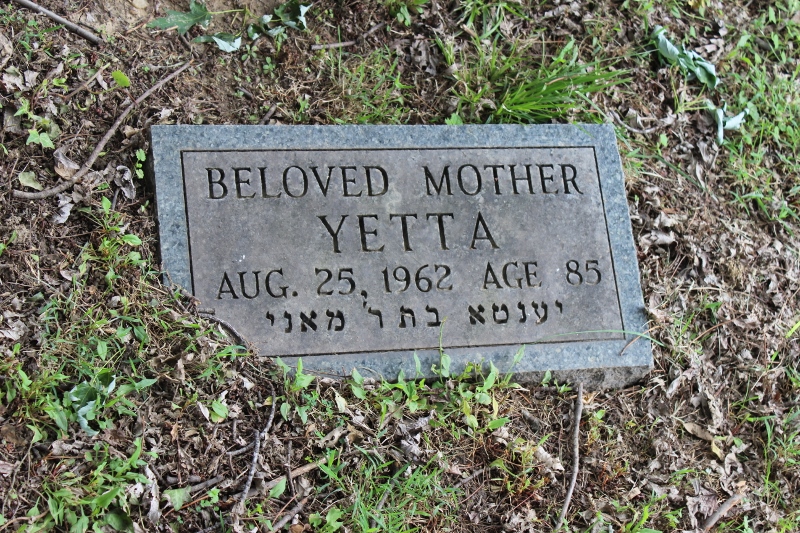 BELOVED MOTHER
YETTA
AUG. 25, 1962 AGE 85
יענטא בת ר' מאני